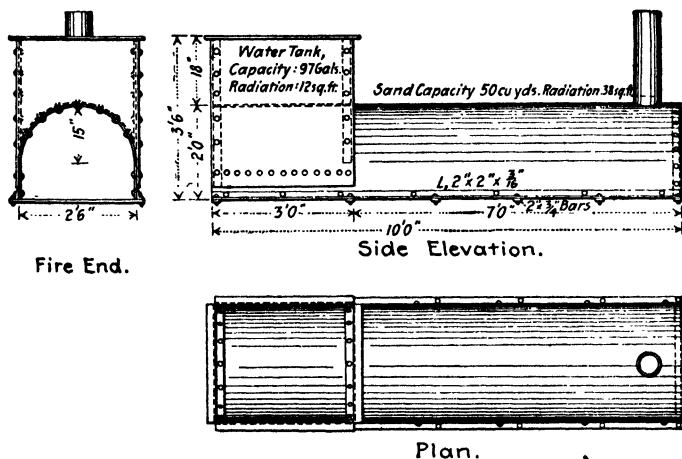 Water Tank,
Capacity: 97Gals.
Radiation: 12 sq.ft.
Sand Capacity 50 cu yds. Radiation 38 sq.ft.
18"
3'6"
2'0"
15"
L, 2"x 2"x 3/16"
2"x 3/4" Bars
2'6"
3'0"
7'0"
10'0"
Fire End.
Side Elevation.
Plan.